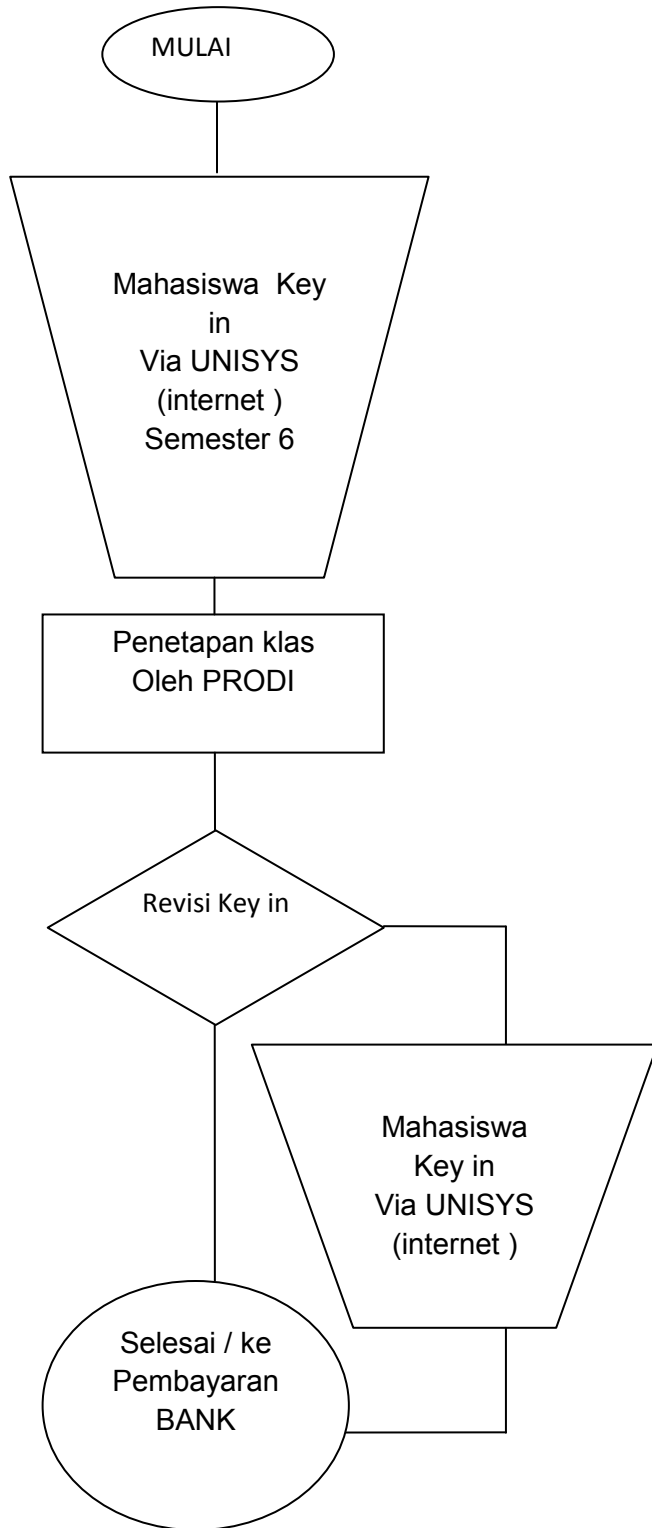 MULAI
Mahasiswa Key
in
Via UNISYS
(internet )
Semester 6
Penetapan klas
Oleh PRODI
Revisi Key in
Mahasiswa
Key in
Via UNISYS
(internet )
Selesai / ke
Pembayaran
BANK